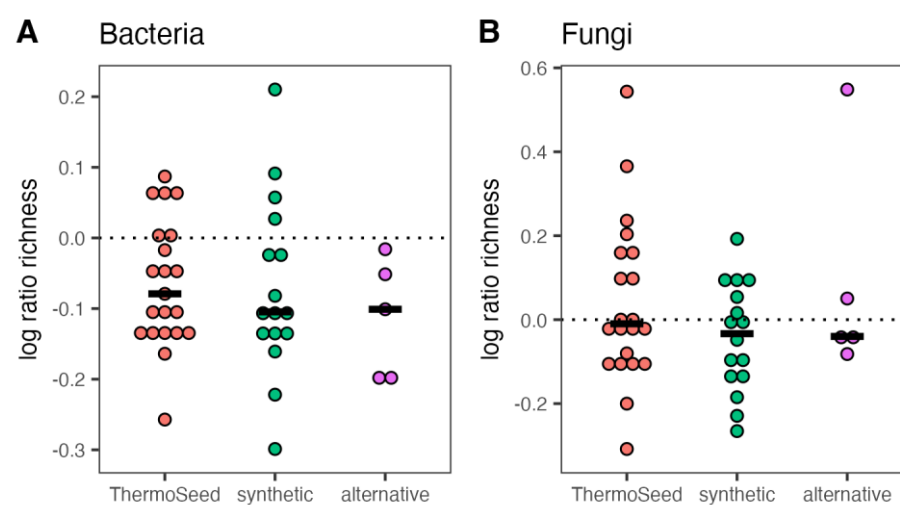 A Bacteria
log ratio richness
0.2
0.1
0.0
-0.1
-0.2
-0.3
ThermoSeed synthetic alternative
B Fungi
log ratio richness
0.6
0.4
0.2
0.0
-0.2
ThermoSeed synthetic alternative